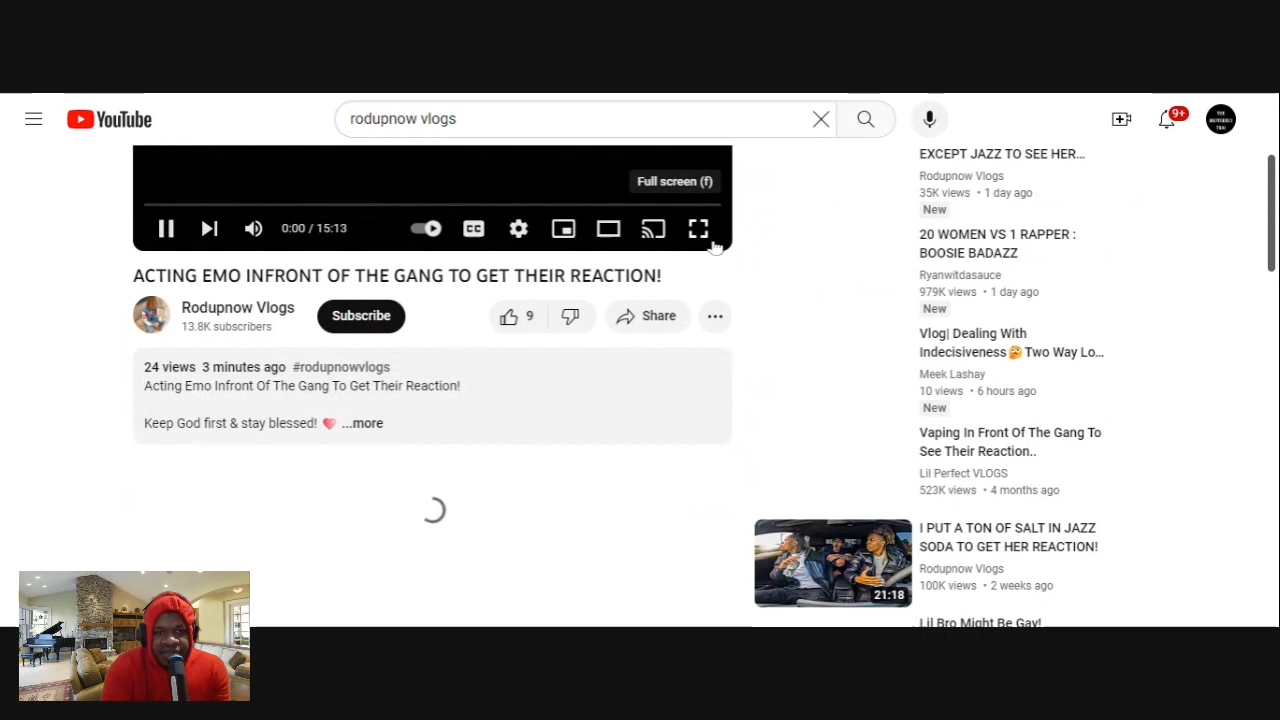 YouTube
rodupnow vlogs
9+
Full screen (f)
0:00 / 15:13
CC
ACTING EMO INFRONT OF THE GANG TO GET THEIR REACTION!
Rodupnow Vlogs
13.8K subscribers
Subscribe
9
Share
24 views 3 minutes ago #rodupnowvlogs
Acting Emo Infront Of The Gang To Get Their Reaction!
Keep God first & stay blessed! ...more
EXCEPT JAZZ TO SEE HER...
Rodupnow Vlogs
35K views • 1 day ago
New
20 WOMEN VS 1 RAPPER :
BOOSIE BADAZZ
Ryanwitdasauce
979K views • 1 day ago
New
Vlog| Dealing With
Indecisiveness🤔 Two Way Lo...
Meek Lashay
10 views • 6 hours ago
New
Vaping In Front Of The Gang To
See Their Reaction..
Lil Perfect VLOGS
523K views • 4 months ago
21:18
I PUT A TON OF SALT IN JAZZ
SODA TO GET HER REACTION!
Rodupnow Vlogs
100K views • 2 weeks ago
Lil Bro Might Be Gay!